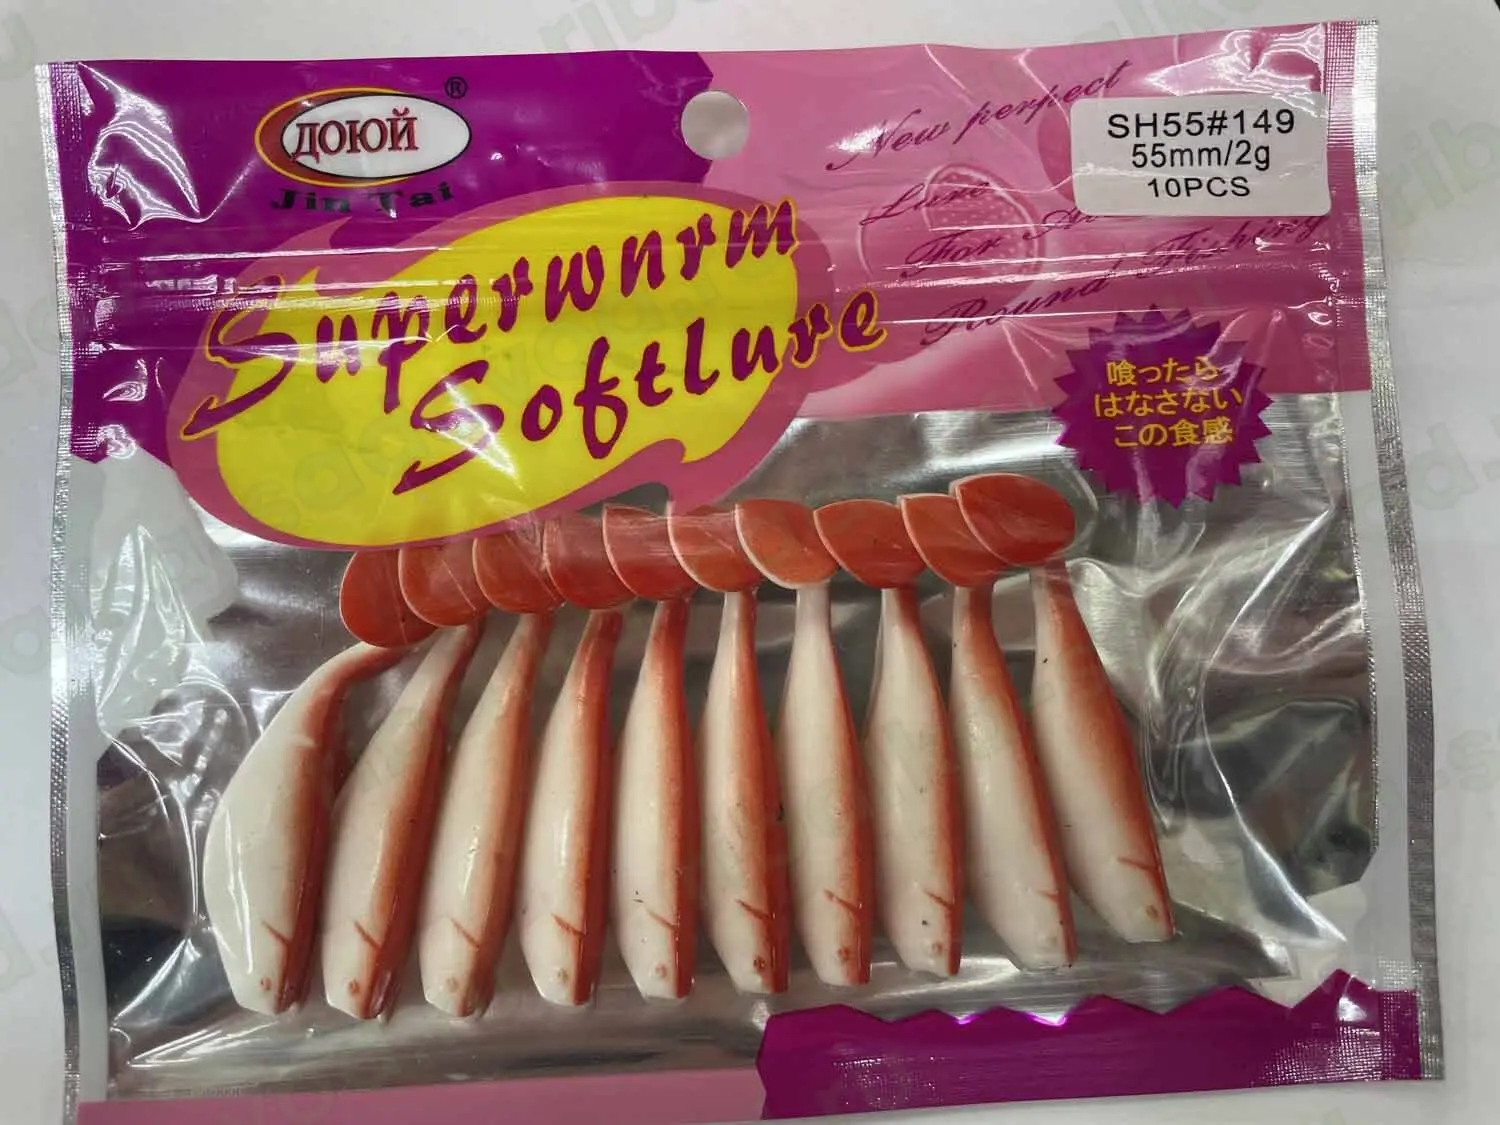 ДОЮЙ®
Jin Tai
Superwnrm
Softlure
New perpect
Lure
For
Round Fishing
SH55#149
55mm/2g
10PCS
喰ったら
はなさない
この食感